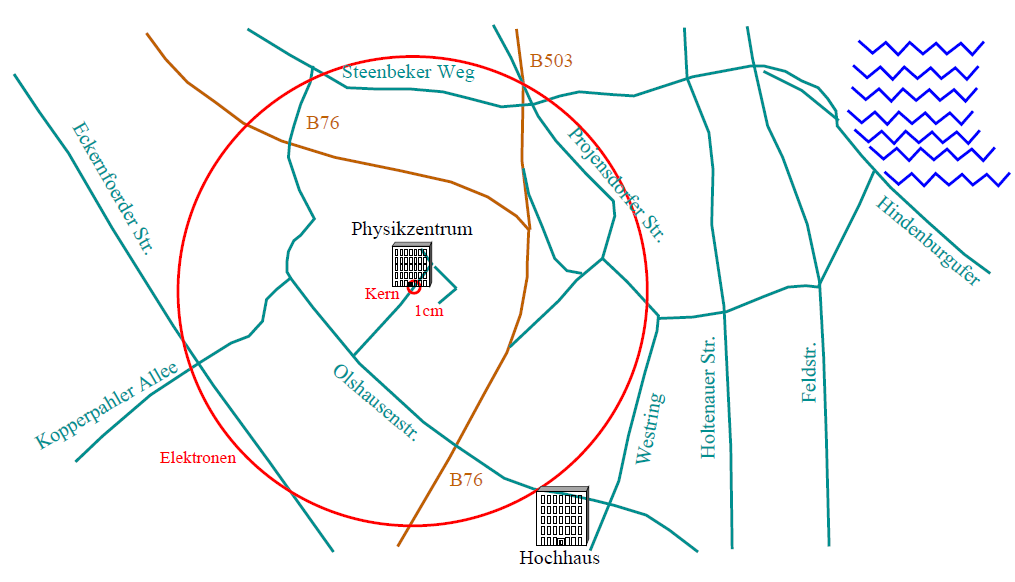 B503
Steenbeker Weg
B76
Eckernfoerder Str.
Projensdorfer Str.
Hindenburgufer
Physikzentrum
Kern
1cm
Kopperpahler Allee
Olshausenstr.
Westring
Holtenauer Str.
Feldstr.
Elektronen
B76
Hochhaus